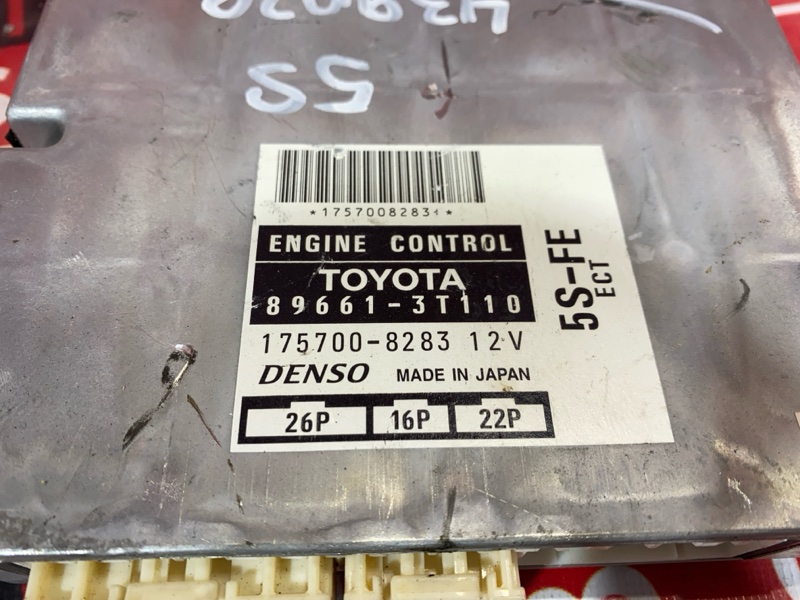 5S
*1757008283*
ENGINE CONTROL
TOYOTA
89661-3T110
175700-8283 12V
DENSO MADE IN JAPAN
26P 16P 22P
5S-FE
ECT